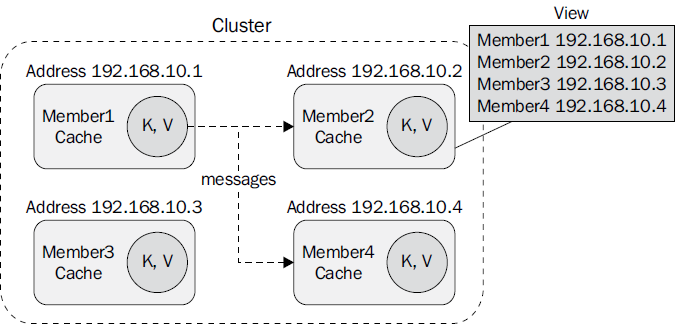 Cluster
View
Member1 192.168.10.1
Member2 192.168.10.2
Member3 192.168.10.3
Member4 192.168.10.4
Address 192.168.10.1
Member1
Cache
K, V
Address 192.168.10.2
Member2
Cache
K, V
messages
Address 192.168.10.3
Member3
Cache
K, V
Address 192.168.10.4
Member4
Cache
K, V